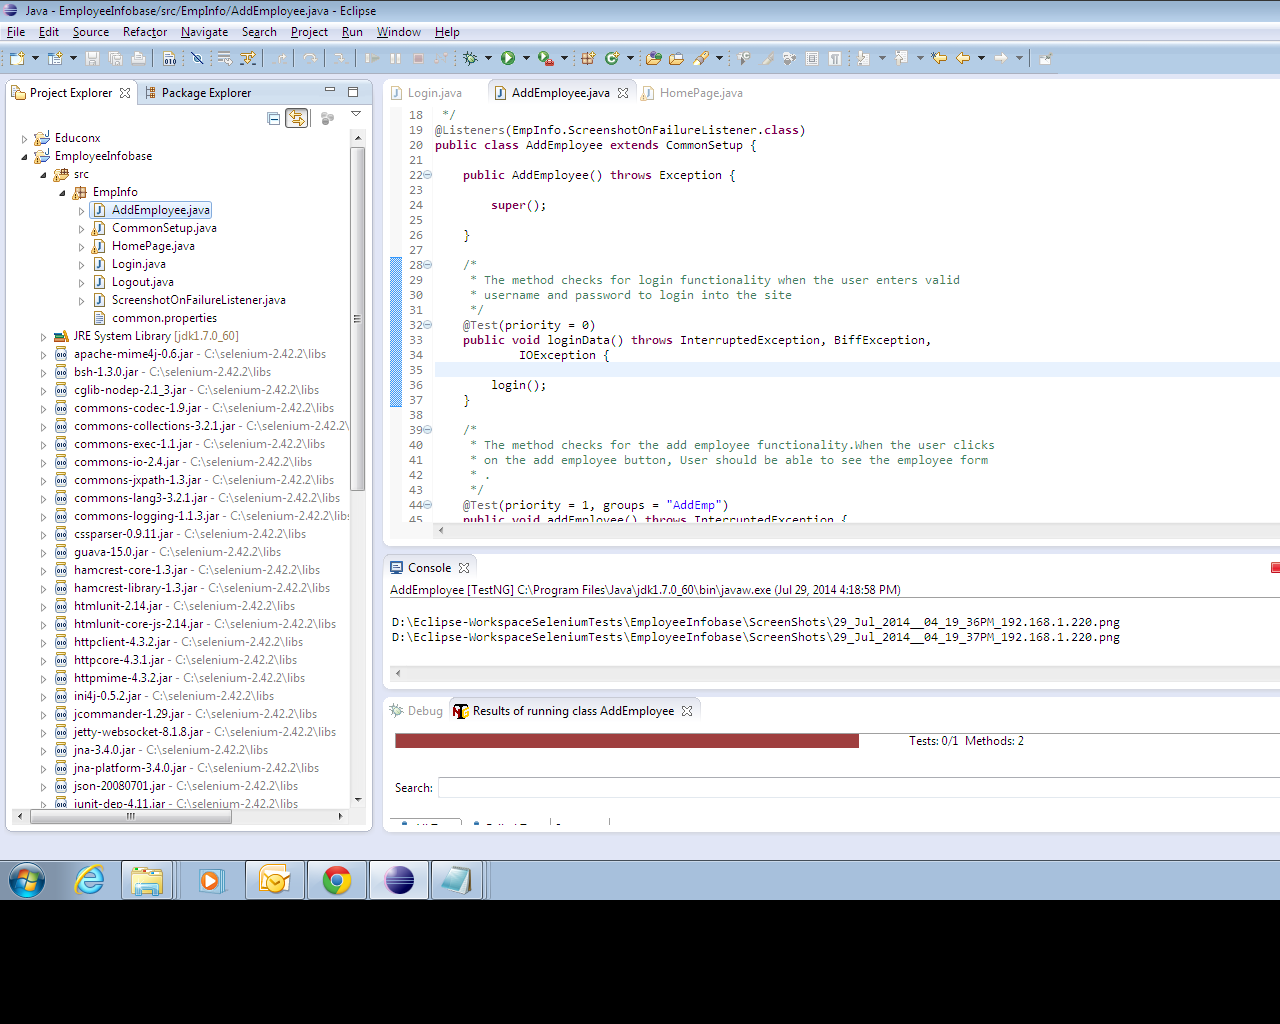 Java - EmployeeInfobase/src/EmpInfo/AddEmployee.java - Eclipse
File Edit Source Refactor Navigate Search Project Run Window Help
Project Explorer
Package Explorer
Educonx
EmployeeInfobase
src
EmpInfo
AddEmployee.java
CommonSetup.java
HomePage.java
Login.java
Logout.java
ScreenshotOnFailureListener.java
common.properties
JRE System Library [jdk1.7.0_60]
apache-mime4j-0.6.jar - C:\selenium-2.42.2\libs
bsh-1.3.0.jar - C:\selenium-2.42.2\libs
cglib-nodep-2.1_3.jar - C:\selenium-2.42.2\libs
commons-codec-1.9.jar - C:\selenium-2.42.2\libs
commons-collections-3.2.1.jar - C:\selenium-2.42.2\
commons-exec-1.1.jar - C:\selenium-2.42.2\libs
commons-io-2.4.jar - C:\selenium-2.42.2\libs
commons-jxpath-1.3.jar - C:\selenium-2.42.2\libs
commons-lang3-3.2.1.jar - C:\selenium-2.42.2\libs
commons-logging-1.1.3.jar - C:\selenium-2.42.2\libs
cssparser-0.9.11.jar - C:\selenium-2.42.2\libs
guava-15.0.jar - C:\selenium-2.42.2\libs
hamcrest-core-1.3.jar - C:\selenium-2.42.2\libs
hamcrest-library-1.3.jar - C:\selenium-2.42.2\libs
htmlunit-2.14.jar - C:\selenium-2.42.2\libs
htmlunit-core-js-2.14.jar - C:\selenium-2.42.2\libs
httpclient-4.3.2.jar - C:\selenium-2.42.2\libs
httpcore-4.3.1.jar - C:\selenium-2.42.2\libs
httpmime-4.3.2.jar - C:\selenium-2.42.2\libs
ini4j-0.5.2.jar - C:\selenium-2.42.2\libs
jcommander-1.29.jar - C:\selenium-2.42.2\libs
jetty-websocket-8.1.8.jar - C:\selenium-2.42.2\libs
jna-3.4.0.jar - C:\selenium-2.42.2\libs
jna-platform-3.4.0.jar - C:\selenium-2.42.2\libs
json-20080701.jar - C:\selenium-2.42.2\libs
junit-dep-4.11.jar - C:\selenium-2.42.2\libs
Login.java
AddEmployee.java
HomePage.java
18 */
19 @Listeners(EmpInfo.ScreenshotOnFailureListener.class)
20 public class AddEmployee extends CommonSetup {
21
22 public AddEmployee() throws Exception {
23
24 super();
25
26 }
27
28 /*
29 * The method checks for login functionality when the user enters valid
30 * username and password to login into the site
31 */
32 @Test(priority = 0)
33 public void loginData() throws InterruptedException, BiffException,
34 IOException {
35
36 login();
37 }
38
39 /*
40 * The method checks for the add employee functionality.When the user clicks
41 * on the add employee button, User should be able to see the employee form
42 * .
43 */
44 @Test(priority = 1, groups = "AddEmp")
45 public void addEmployee() throws InterruptedException {
Console
AddEmployee [TestNG] C:\Program Files\Java\jdk1.7.0_60\bin\javaw.exe (Jul 29, 2014 4:18:58 PM)
D:\Eclipse-WorkspaceSeleniumTests\EmployeeInfobase\ScreenShots\29_Jul_2014__04_19_36PM_192.168.1.220.png
D:\Eclipse-WorkspaceSeleniumTests\EmployeeInfobase\ScreenShots\29_Jul_2014__04_19_37PM_192.168.1.220.png
Debug
Results of running class AddEmployee
Tests: 0/1 Methods: 2
Search: